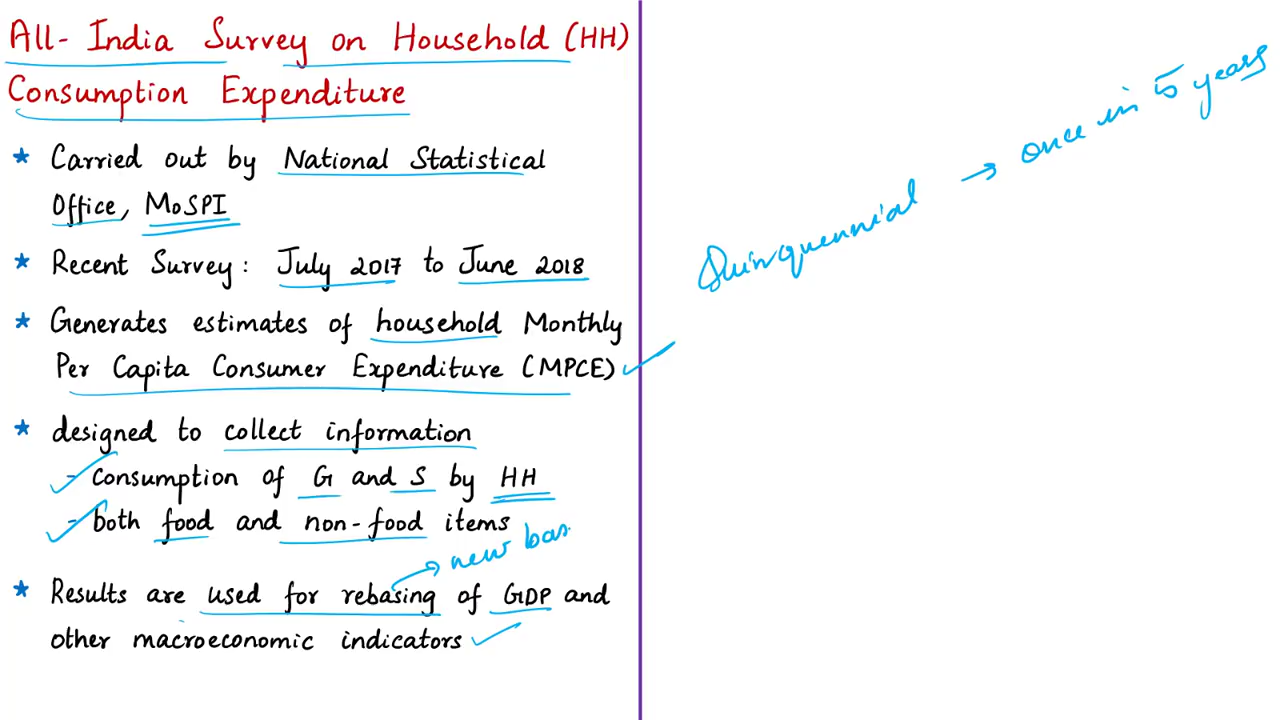 All-India Survey on Household (HH)
Consumption Expenditure
* Carried out by National Statistical
Office, MoSPI
* Recent Survey: July 2017 to June 2018
* Generates estimates of household Monthly
Per Capita Consumer Expenditure (MPCE)
* designed to collect information
- consumption of G and S by HH
- both food and non-food items
new bas
* Results are used for rebasing of GDP and
other macroeconomic indicators
Quinquennial → once in 5 years